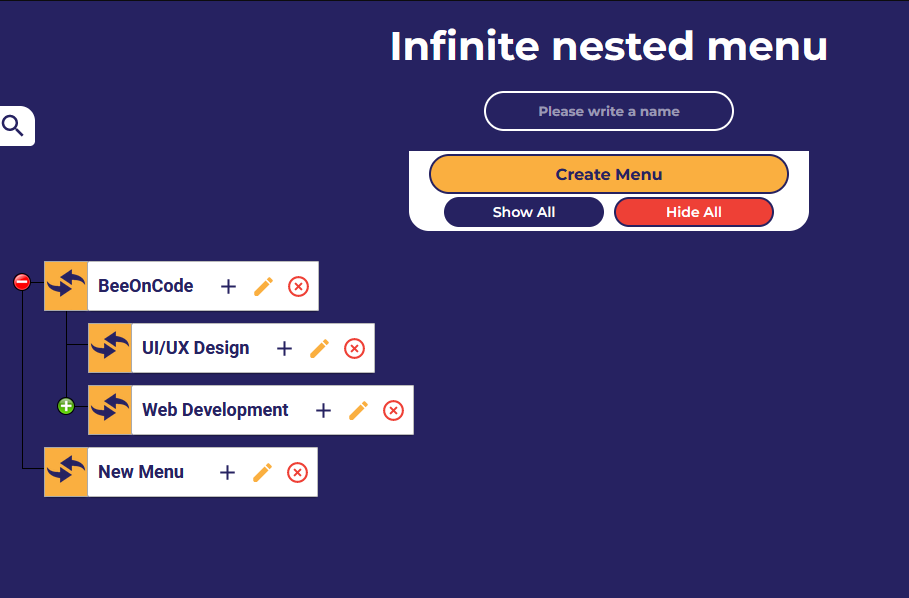 Infinite nested menu
Please write a name
Create Menu
Show All
Hide All
BeeOnCode
UI/UX Design
Web Development
New Menu